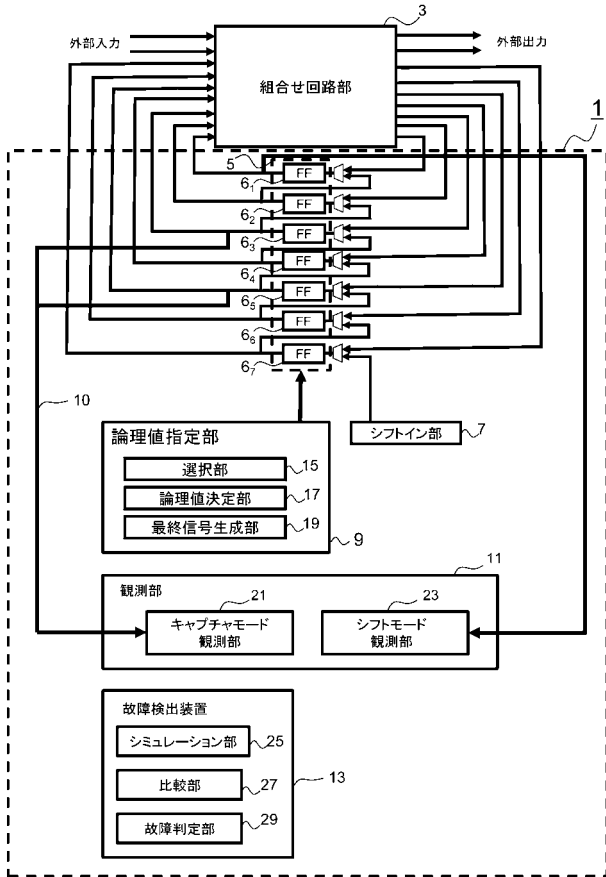 3
外部入力
外部出力
組合せ回路部
1
5
FF
6₁
FF
6₂
FF
6₃
FF
6₄
FF
6₅
FF
6₆
FF
6₇
10
論理値指定部
選択部
15
論理値決定部
17
最終信号生成部
19
9
シフトイン部
7
11
観測部
21
キャプチャモード
観測部
23
シフトモード
観測部
故障検出装置
シミュレーション部
25
比較部
27
故障判定部
29
13